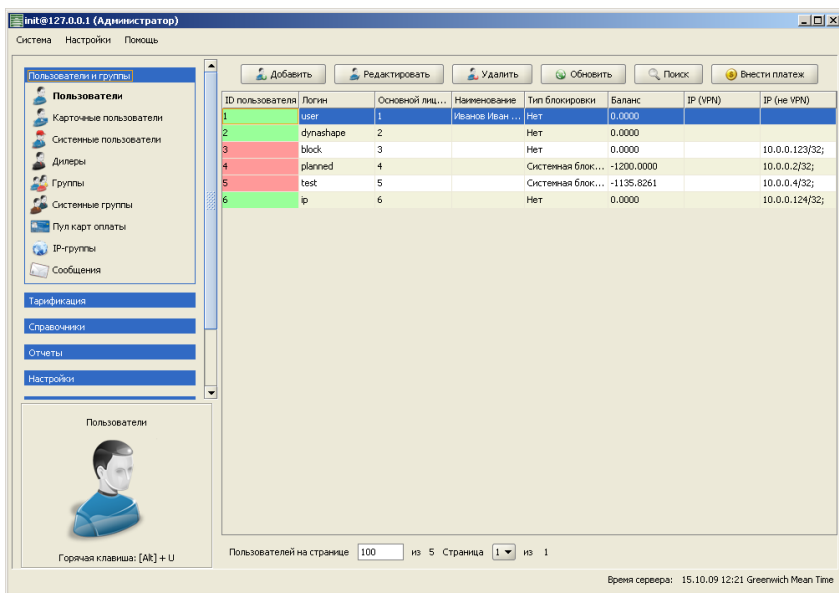 init@127.0.0.1 (Администратор)
Система Настройки Помощь
Пользователи и группы
Пользователи
Карточные пользователи
Системные пользователи
Дилеры
Группы
Системные группы
Пул карт оплаты
IP-группы
Сообщения
Тарификация
Справочники
Отчеты
Настройки
Пользователи
Горячая клавиша: [Alt] + U
Добавить Редактировать Удалить Обновить Поиск Внести платеж
ID пользователя Логин Основной лиц... Наименование Тип блокировки Баланс IP (VPN) IP (не VPN)
1 user 1 Иванов Иван ... Нет 0.0000
2 dynashape 2 Нет 0.0000
3 block 3 Нет 0.0000 10.0.0.123/32;
4 planned 4 Системная блок... -1200.0000 10.0.0.2/32;
5 test 5 Системная блок... -1135.8261 10.0.0.4/32;
6 ip 6 Нет 0.0000 10.0.0.124/32;
Пользователей на странице 100 из 5 Страница 1 из 1
Время сервера: 15.10.09 12:21 Greenwich Mean Time